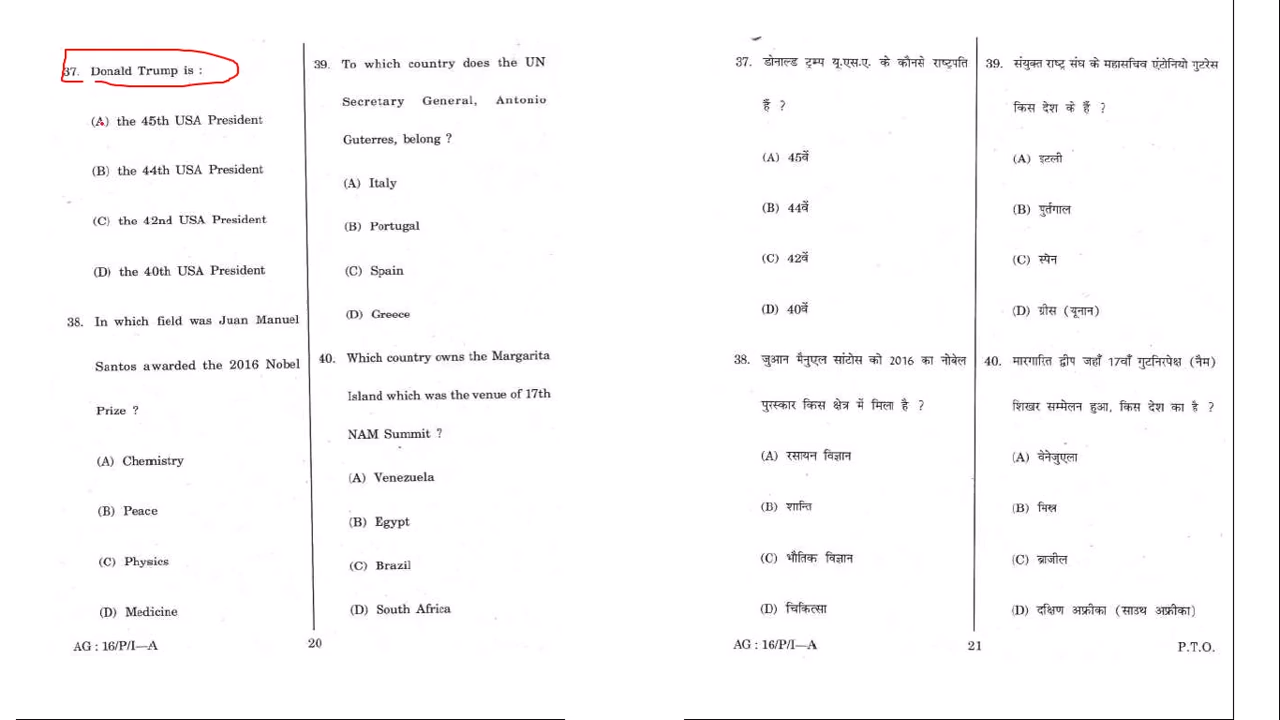 37. Donald Trump is :
(A) the 45th USA President
(B) the 44th USA President
(C) the 42nd USA President
(D) the 40th USA President
38. In which field was Juan Manuel
Santos awarded the 2016 Nobel
Prize ?
(A) Chemistry
(B) Peace
(C) Physics
(D) Medicine
AG : 16/P/I—A
39. To which country does the UN
Secretary General, Antonio
Guterres, belong ?
(A) Italy
(B) Portugal
(C) Spain
(D) Greece
40. Which country owns the Margarita
Island which was the venue of 17th
NAM Summit ?
(A) Venezuela
(B) Egypt
(C) Brazil
(D) South Africa
20
37. डोनाल्ड ट्रम्प यू.एस.ए. के कौनसे राष्ट्रपति
हैं ?
(A) 45वें
(B) 44वें
(C) 42वें
(D) 40वें
38. जुआन मैनुएल सांटोस को 2016 का नोबेल
पुरस्कार किस क्षेत्र में मिला है ?
(A) रसायन विज्ञान
(B) शान्ति
(C) भौतिक विज्ञान
(D) चिकित्सा
AG : 16/P/I—A
39. संयुक्त राष्ट्र संघ के महासचिव एंटोनियो गुटरेस
किस देश के हैं ?
(A) इटली
(B) पुर्तगाल
(C) स्पेन
(D) ग्रीस (यूनान)
40. मारगारित द्वीप जहाँ 17वाँ गुटनिरपेक्ष (नैम)
शिखर सम्मेलन हुआ, किस देश का है ?
(A) वेनेजुएला
(B) मिस्र
(C) ब्राजील
(D) दक्षिण अफ्रीका (साउथ अफ्रीका)
21
P.T.O.